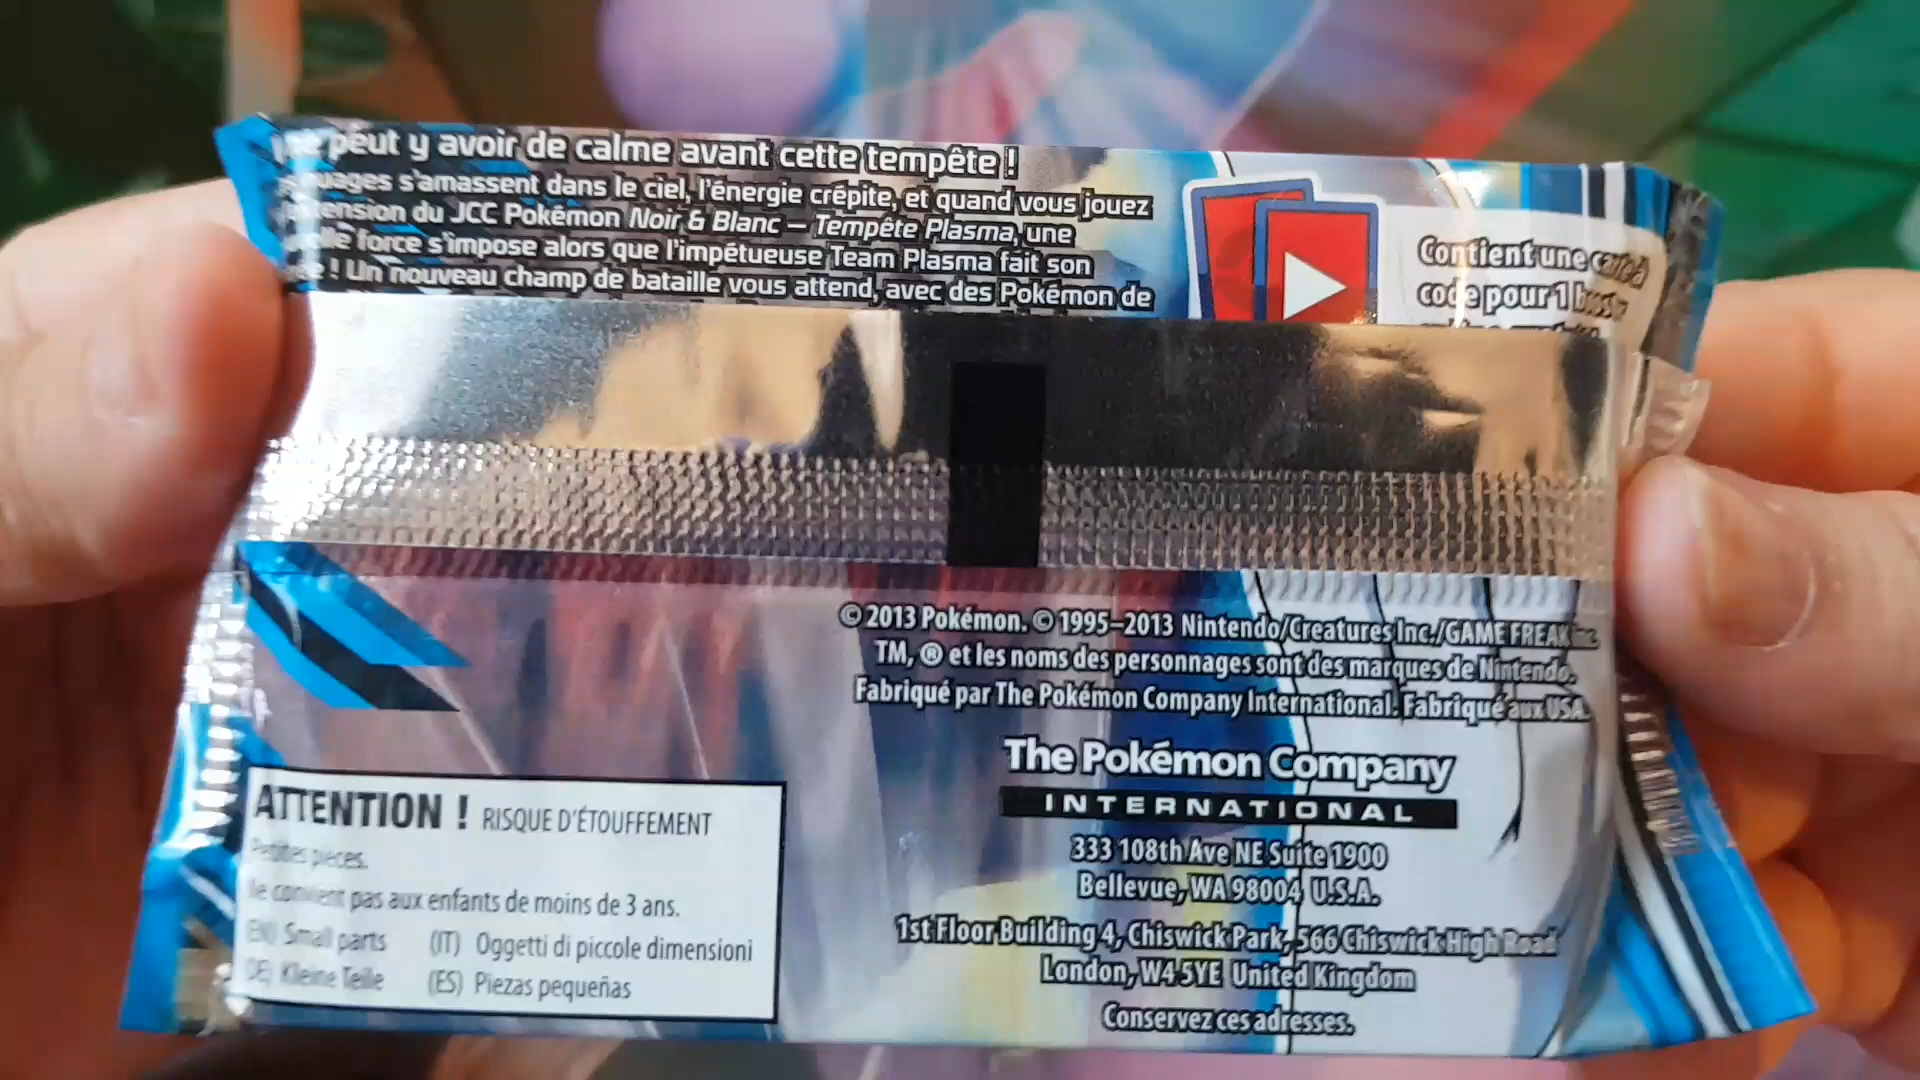 peut y avoir de calme avant cette tempête !
s'amassent dans le ciel, l'énergie crépite, et quand vous jouez
du JCC Pokémon Noir & Blanc – Tempête Plasma, une
force s'impose alors que l'impétueuse Team Plasma fait son
! Un nouveau champ de bataille vous attend, avec des Pokémon de
Contient une carte à
code pour 1 booster
© 2013 Pokémon. © 1995–2013 Nintendo/Creatures Inc./GAME FREAK inc.
TM, ® et les noms des personnages sont des marques de Nintendo.
Fabriqué par The Pokémon Company International. Fabriqué aux USA.
The Pokémon Company
INTERNATIONAL
333 108th Ave NE Suite 1900
Bellevue, WA 98004 U.S.A.
1st Floor Building 4, Chiswick Park, 566 Chiswick High Road
London, W4 5YE United Kingdom
Conservez ces adresses.
ATTENTION ! RISQUE D'ÉTOUFFEMENT
Petites pièces.
Ne convient pas aux enfants de moins de 3 ans.
(EN) Small parts (IT) Oggetti di piccole dimensioni
(DE) Kleine Teile (ES) Piezas pequeñas